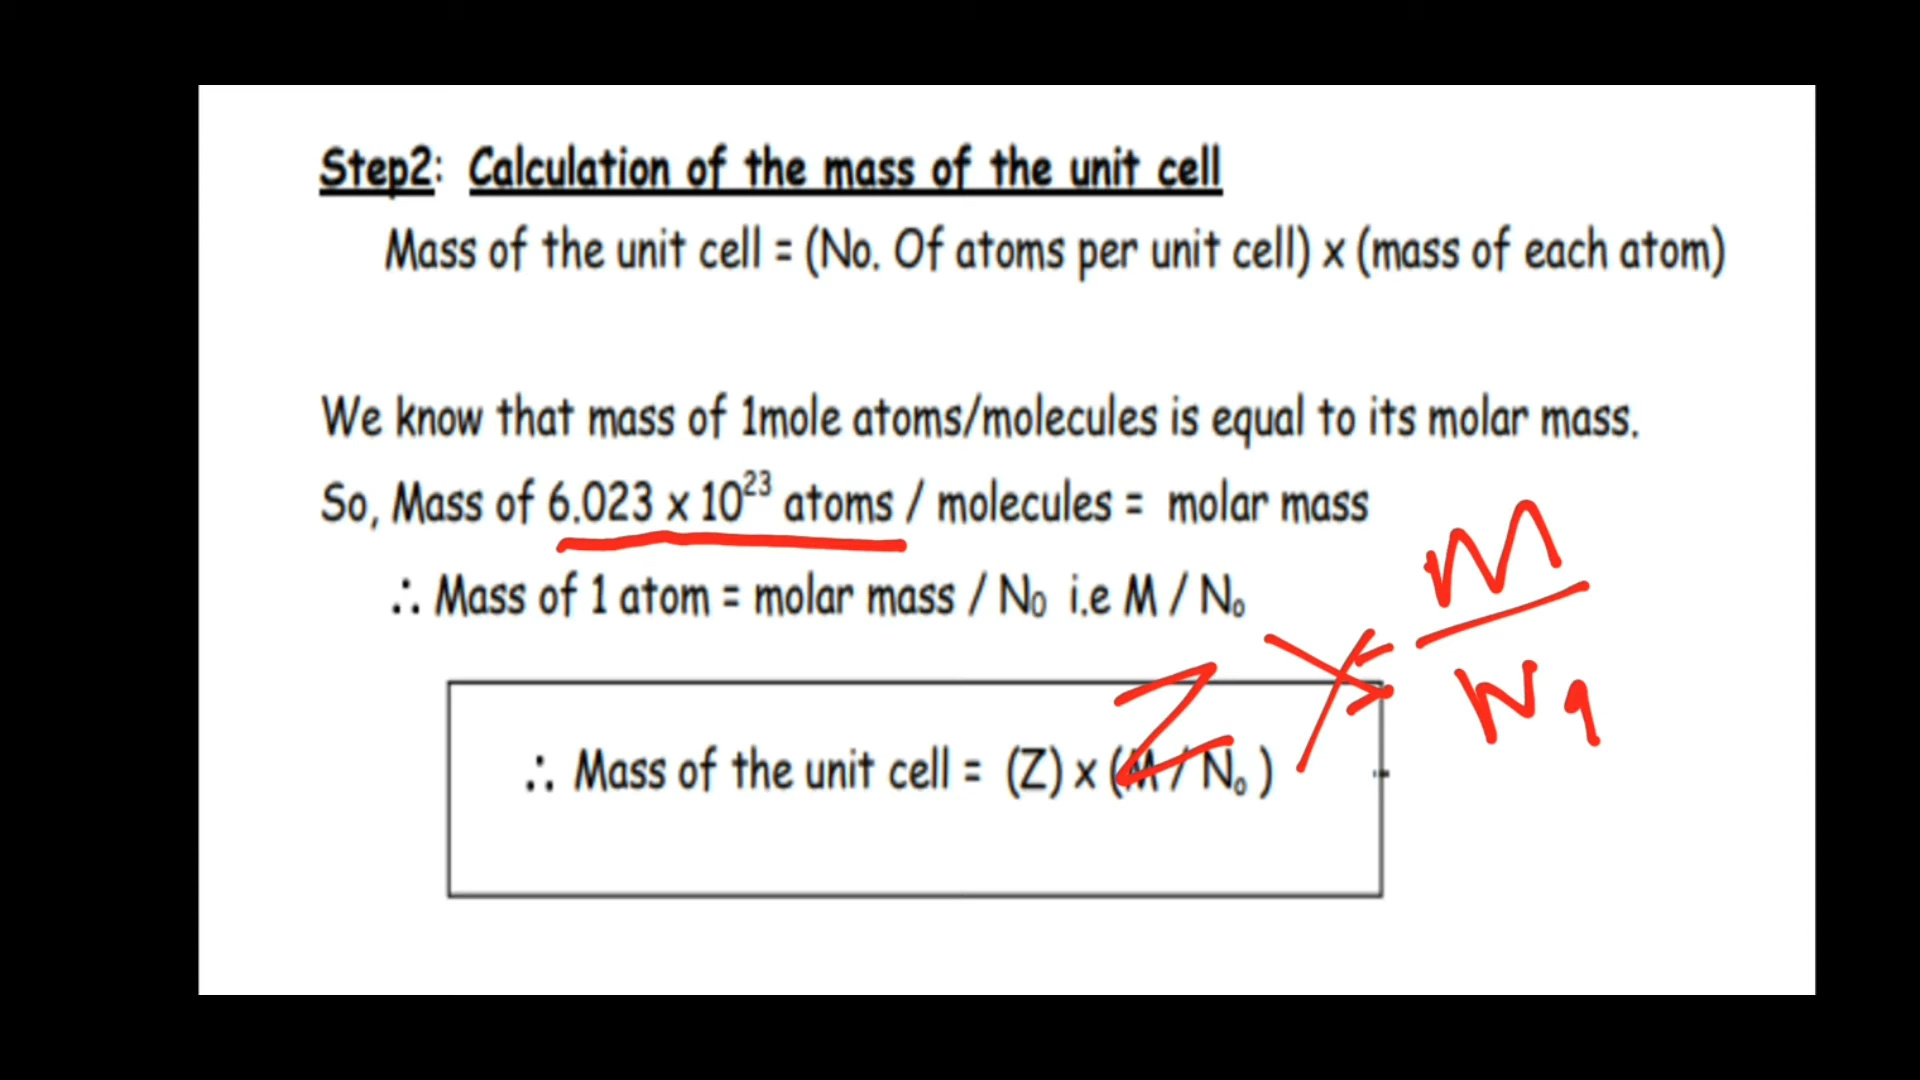 Step2: Calculation of the mass of the unit cell
Mass of the unit cell = (No. Of atoms per unit cell) x (mass of each atom)
We know that mass of 1mole atoms/molecules is equal to its molar mass.
So, Mass of 6.023 x 10²³ atoms / molecules = molar mass
∴ Mass of 1 atom = molar mass / N₀ i.e M / N₀
∴ Mass of the unit cell = (Z) x (M / N₀ )
Z × M
Na